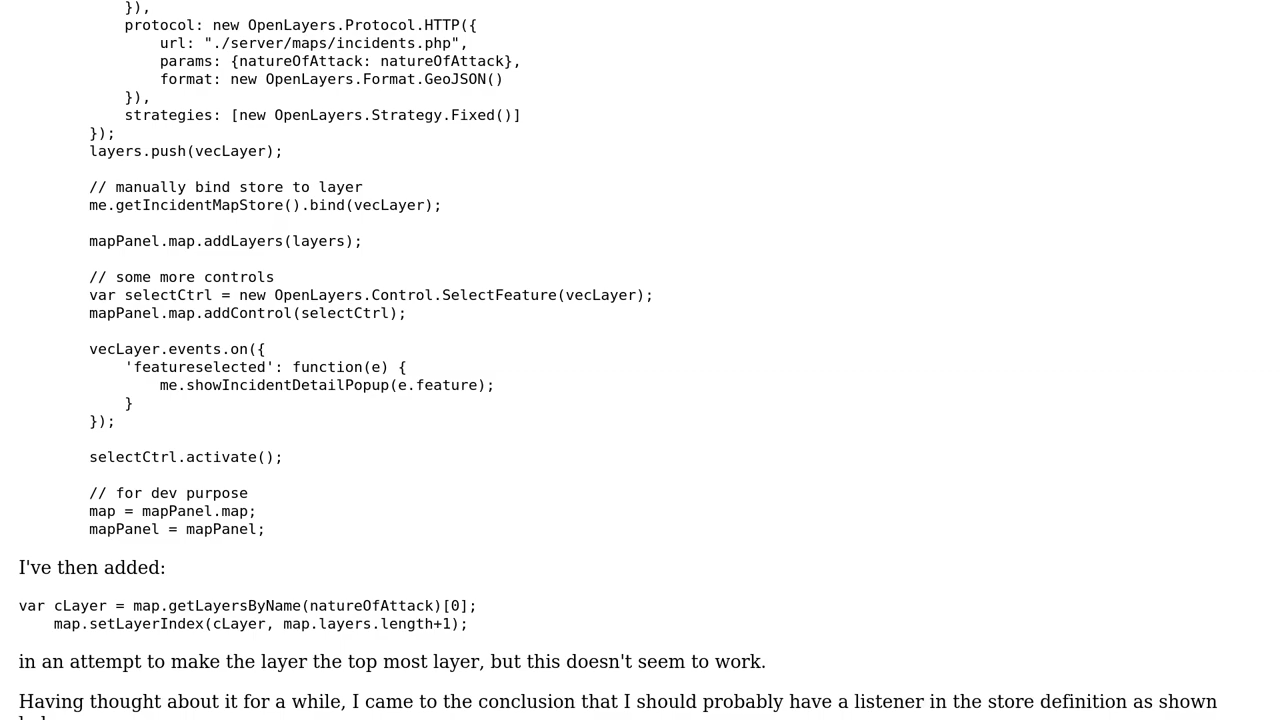 }),
            protocol: new OpenLayers.Protocol.HTTP({
                url: "./server/maps/incidents.php",
                params: {natureOfAttack: natureOfAttack},
                format: new OpenLayers.Format.GeoJSON()
            }),
            strategies: [new OpenLayers.Strategy.Fixed()]
        });
        layers.push(vecLayer);

        // manually bind store to layer
        me.getIncidentMapStore().bind(vecLayer);

        mapPanel.map.addLayers(layers);

        // some more controls
        var selectCtrl = new OpenLayers.Control.SelectFeature(vecLayer);
        mapPanel.map.addControl(selectCtrl);

        vecLayer.events.on({
            'featureselected': function(e) {
                me.showIncidentDetailPopup(e.feature);
            }
        });

        selectCtrl.activate();

        // for dev purpose
        map = mapPanel.map;
        mapPanel = mapPanel;

I've then added:

var cLayer = map.getLayersByName(natureOfAttack)[0];
    map.setLayerIndex(cLayer, map.layers.length+1);

in an attempt to make the layer the top most layer, but this doesn't seem to work.

Having thought about it for a while, I came to the conclusion that I should probably have a listener in the store definition as shown